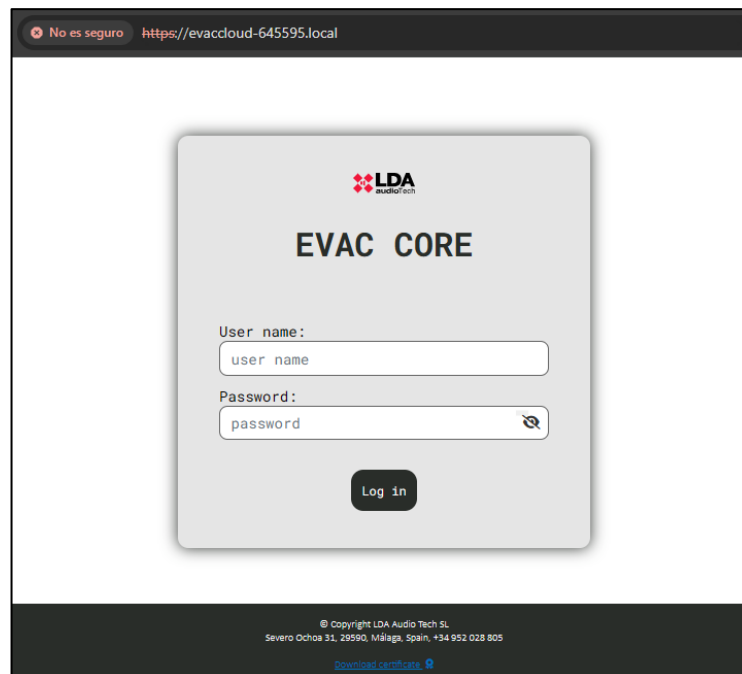 No es seguro https://evaccloud-645595.local
LDA
audioTech
EVAC CORE
User name:
user name
Password:
password
Log in
© Copyright LDA Audio Tech SL
Severo Ochoa 31, 29590, Málaga, Spain, +34 952 028 805
Download certificate